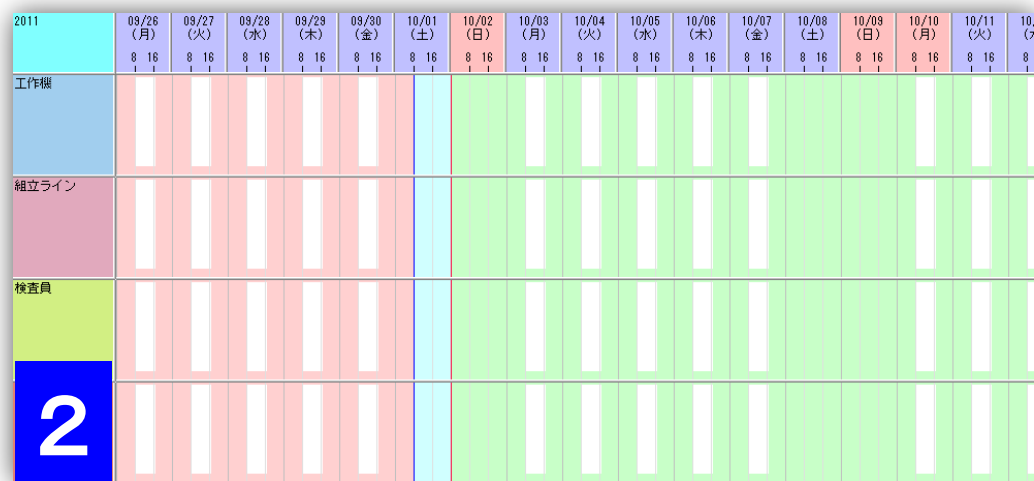 2011 09/26 09/27 09/28 09/29 09/30 10/01 10/02 10/03 10/04 10/05 10/06 10/07 10/08 10/09 10/10 10/11 10/
(月) (火) (水) (木) (金) (土) (日) (月) (火) (水) (木) (金) (土) (日) (月) (火)
8 16 8 16 8 16 8 16 8 16 8 16 8 16 8 16 8 16 8 16 8 16 8 16 8 16 8 16 8 16 8 16 8
工作機
組立ライン
検査員
2